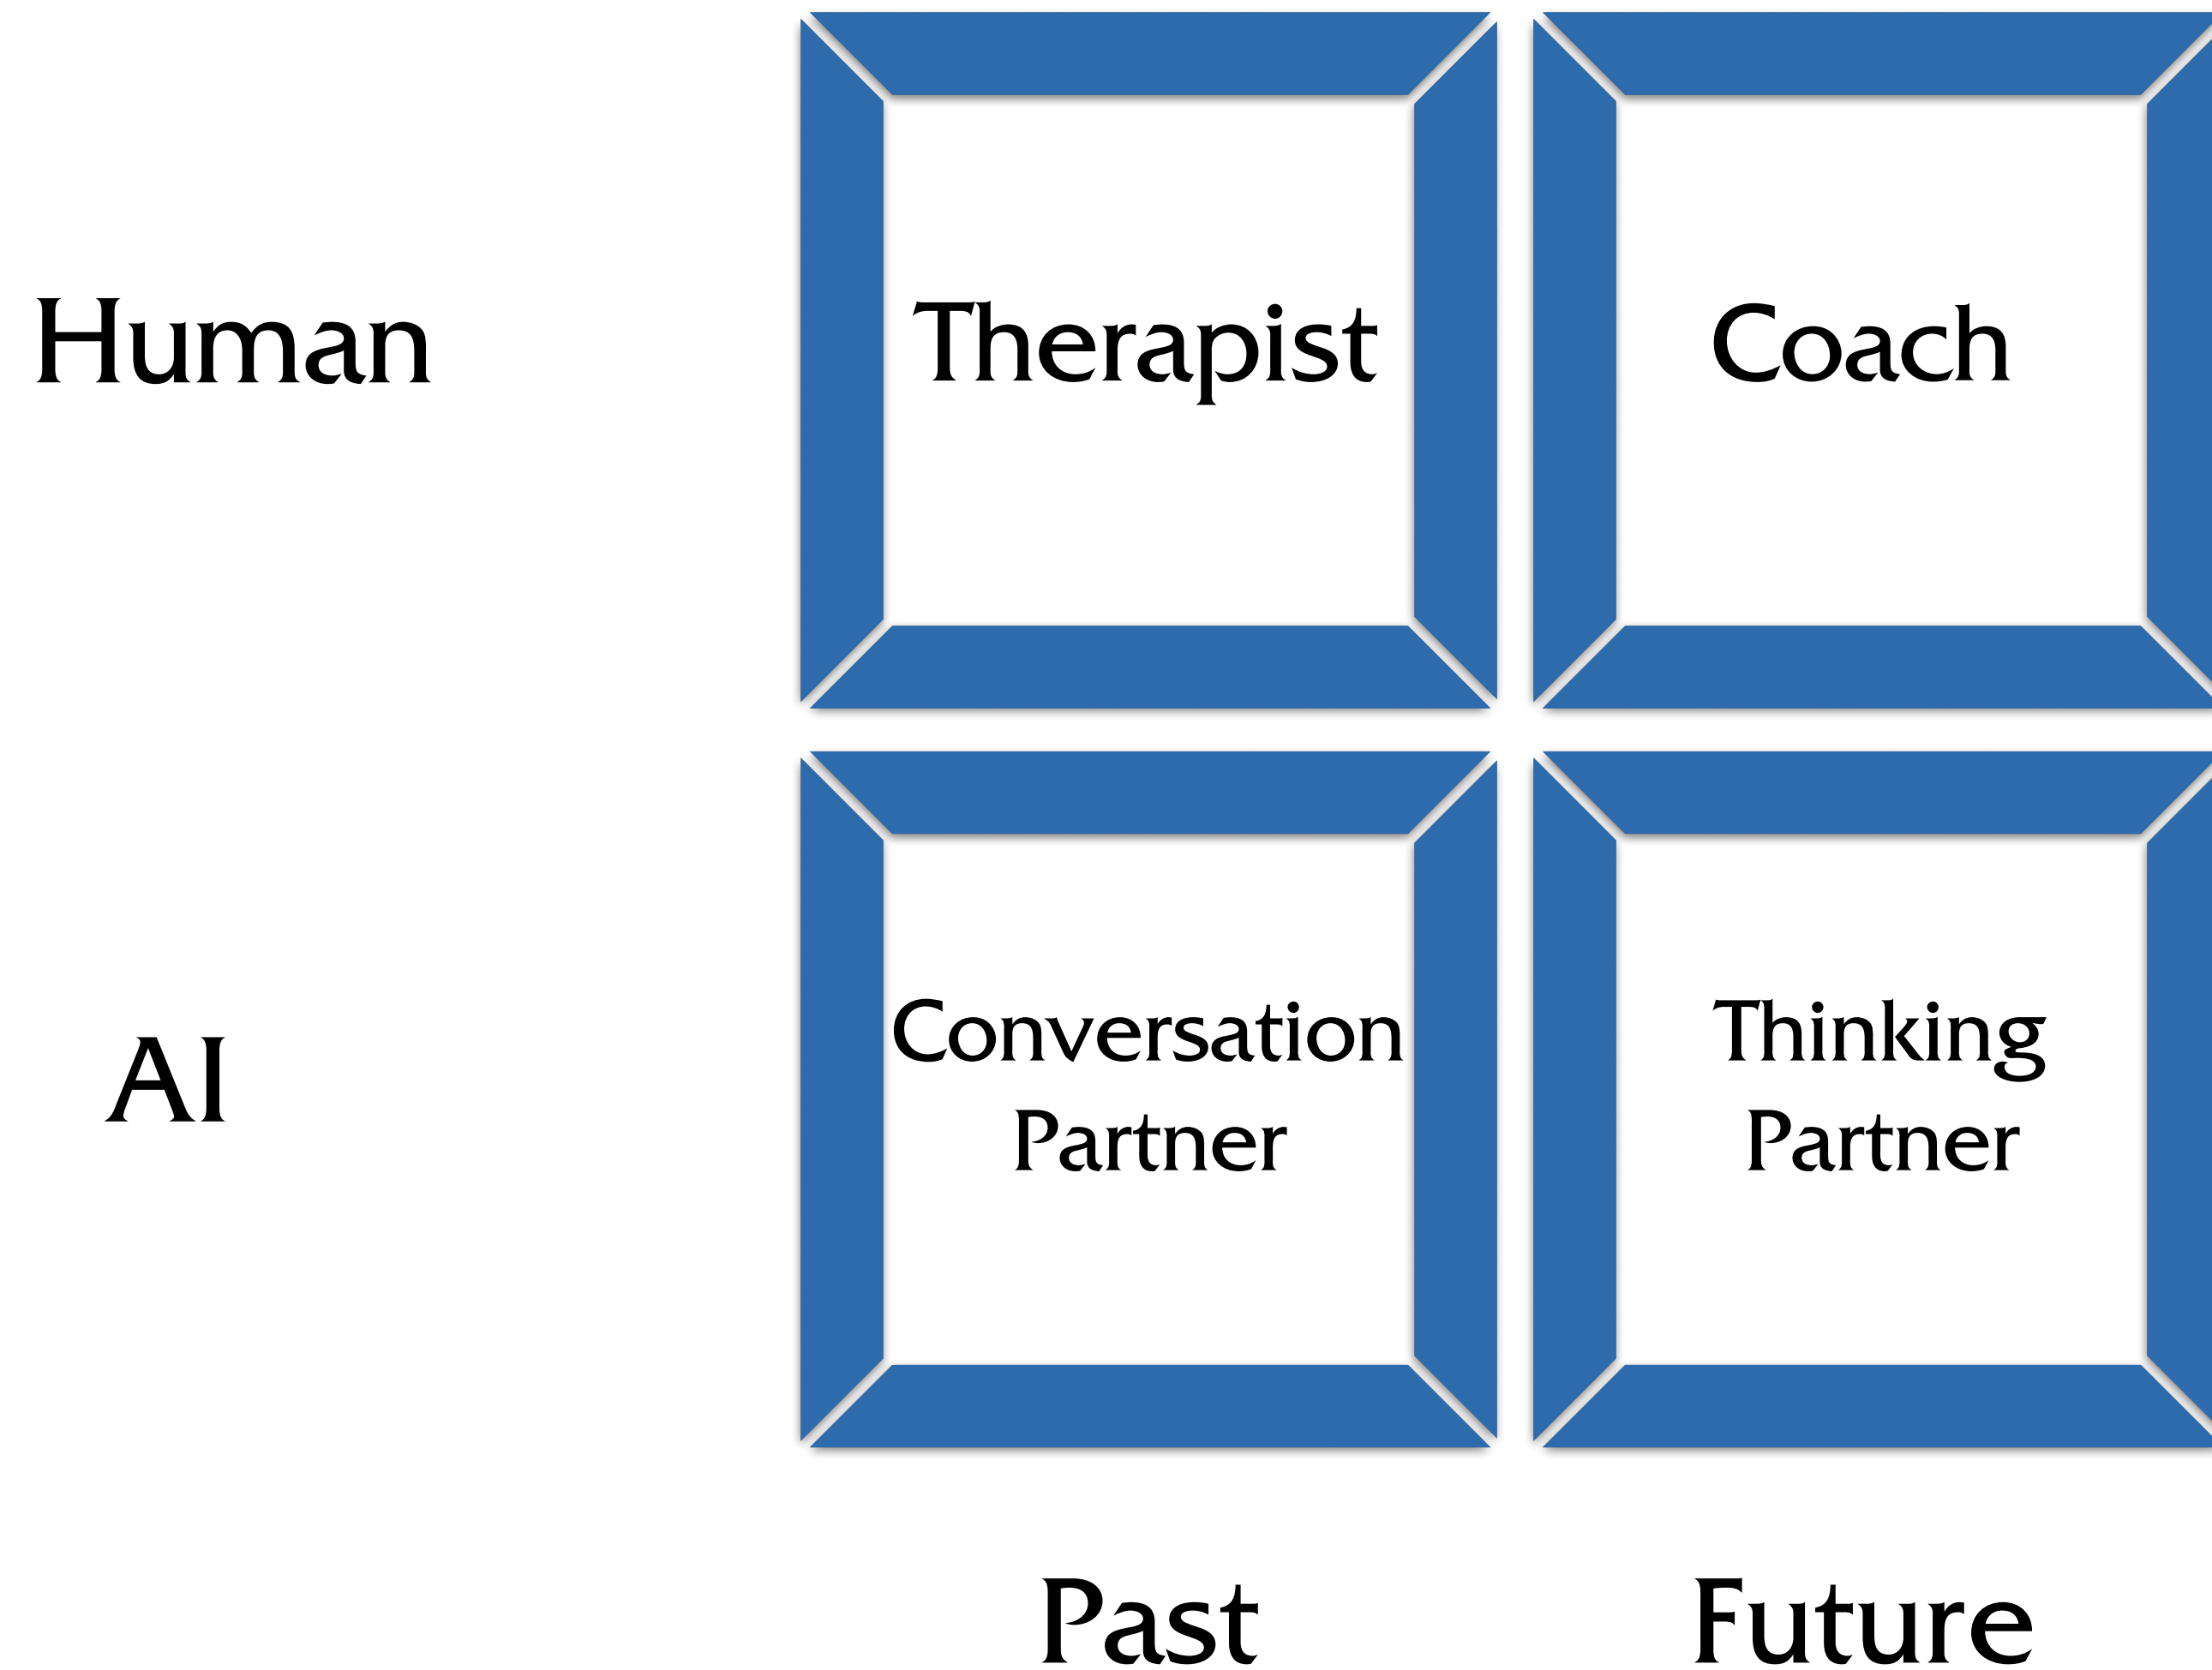 Human
Therapist
Coach
AI
Conversation
Partner
Thinking
Partner
Past
Future